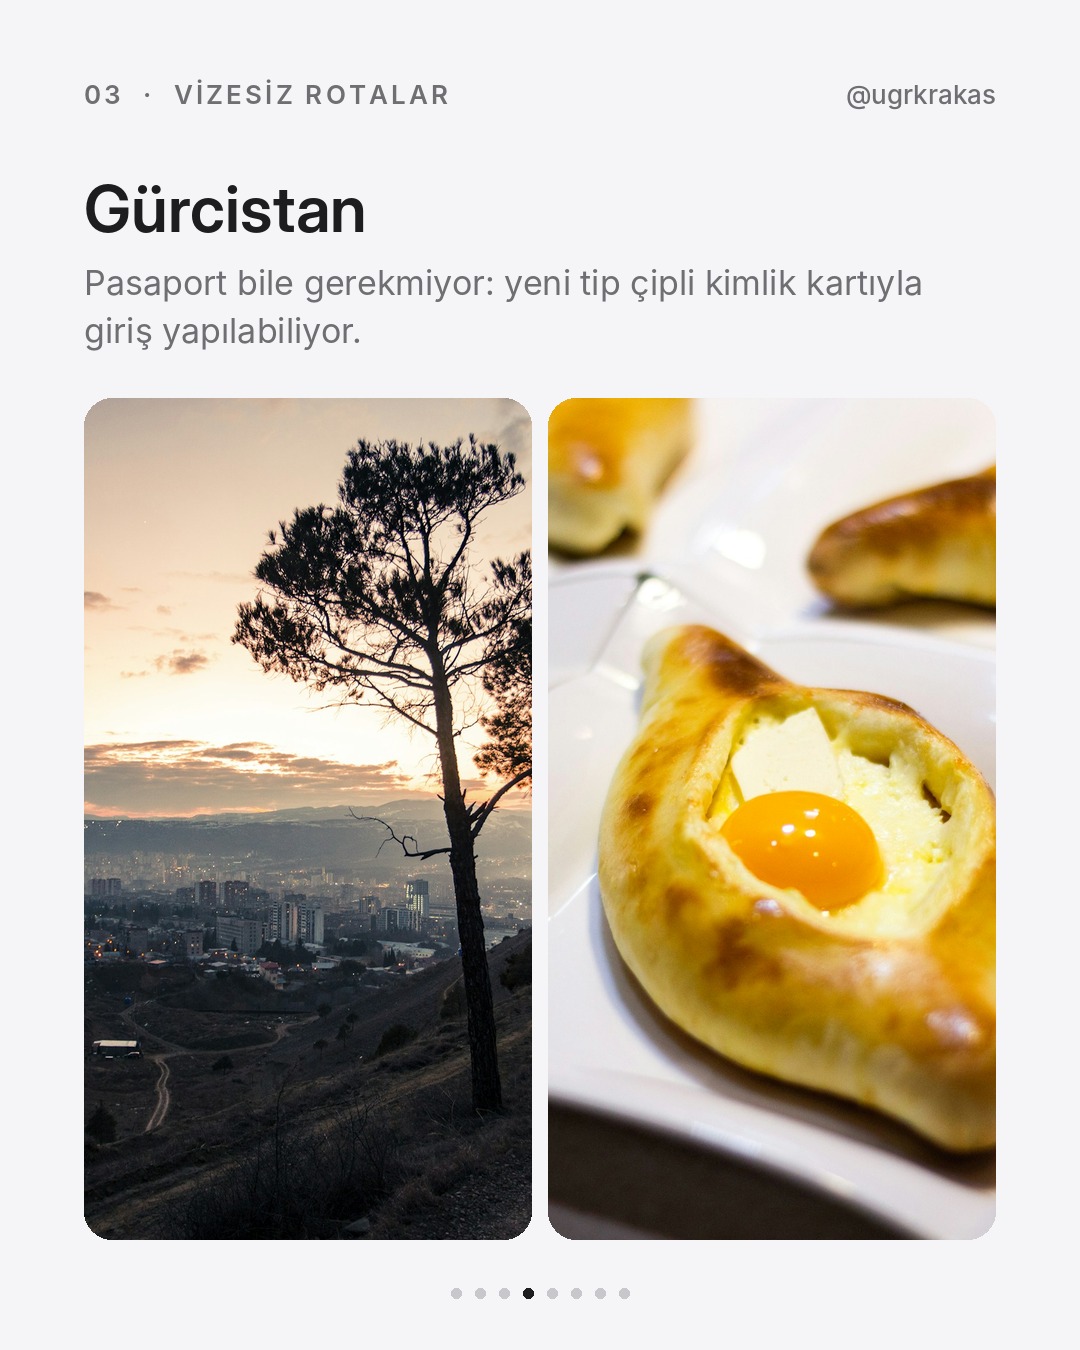 03 · VİZESİZ ROTALAR
@ugrkrakas
Gürcistan
Pasaport bile gerekmiyor: yeni tip çipli kimlik kartıyla
giriş yapılabiliyor.